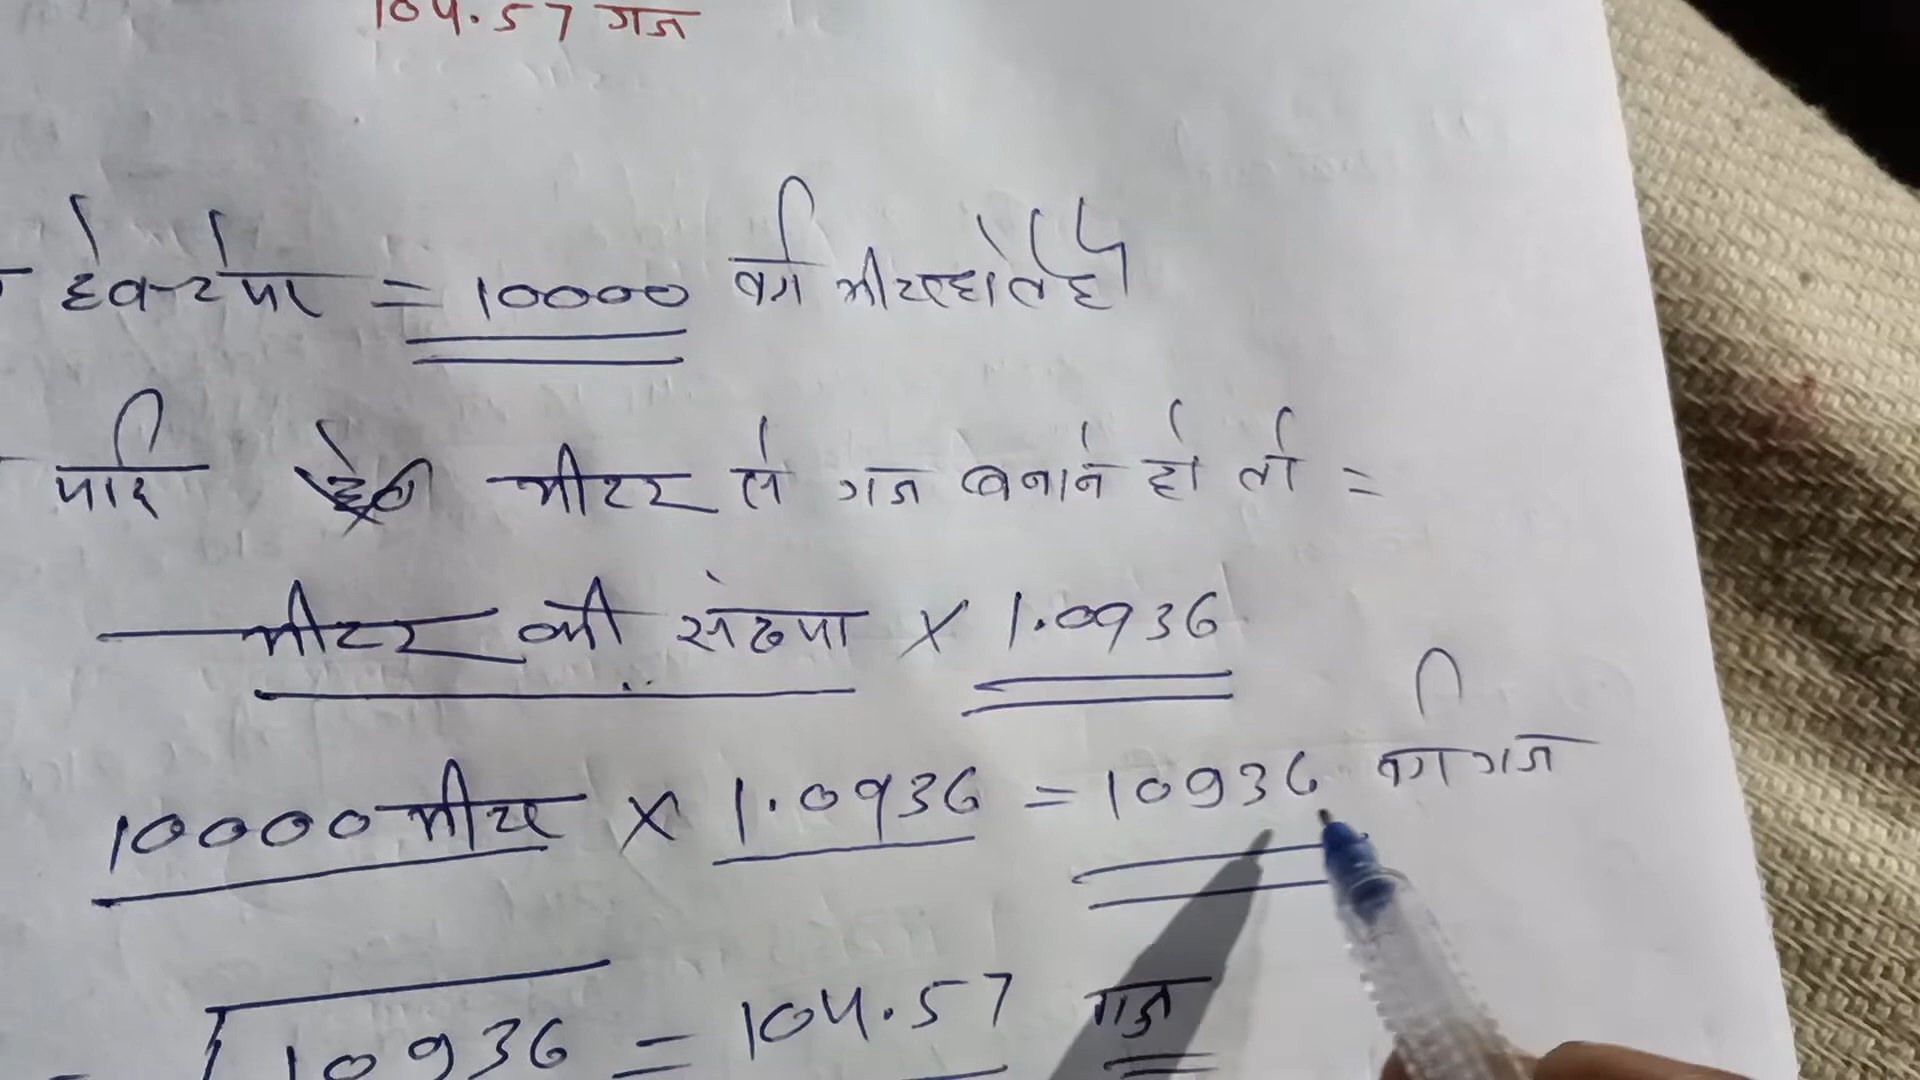 104.57 गज
हेक्टेयर = 10000 वर्ग मीटर होते है
यदि मीटर से गज बनाने हो तो =
मीटर की संख्या × 1.0936
10000 मीटर × 1.0936 = 10936 वर्ग गज
√10936 = 104.57 गज